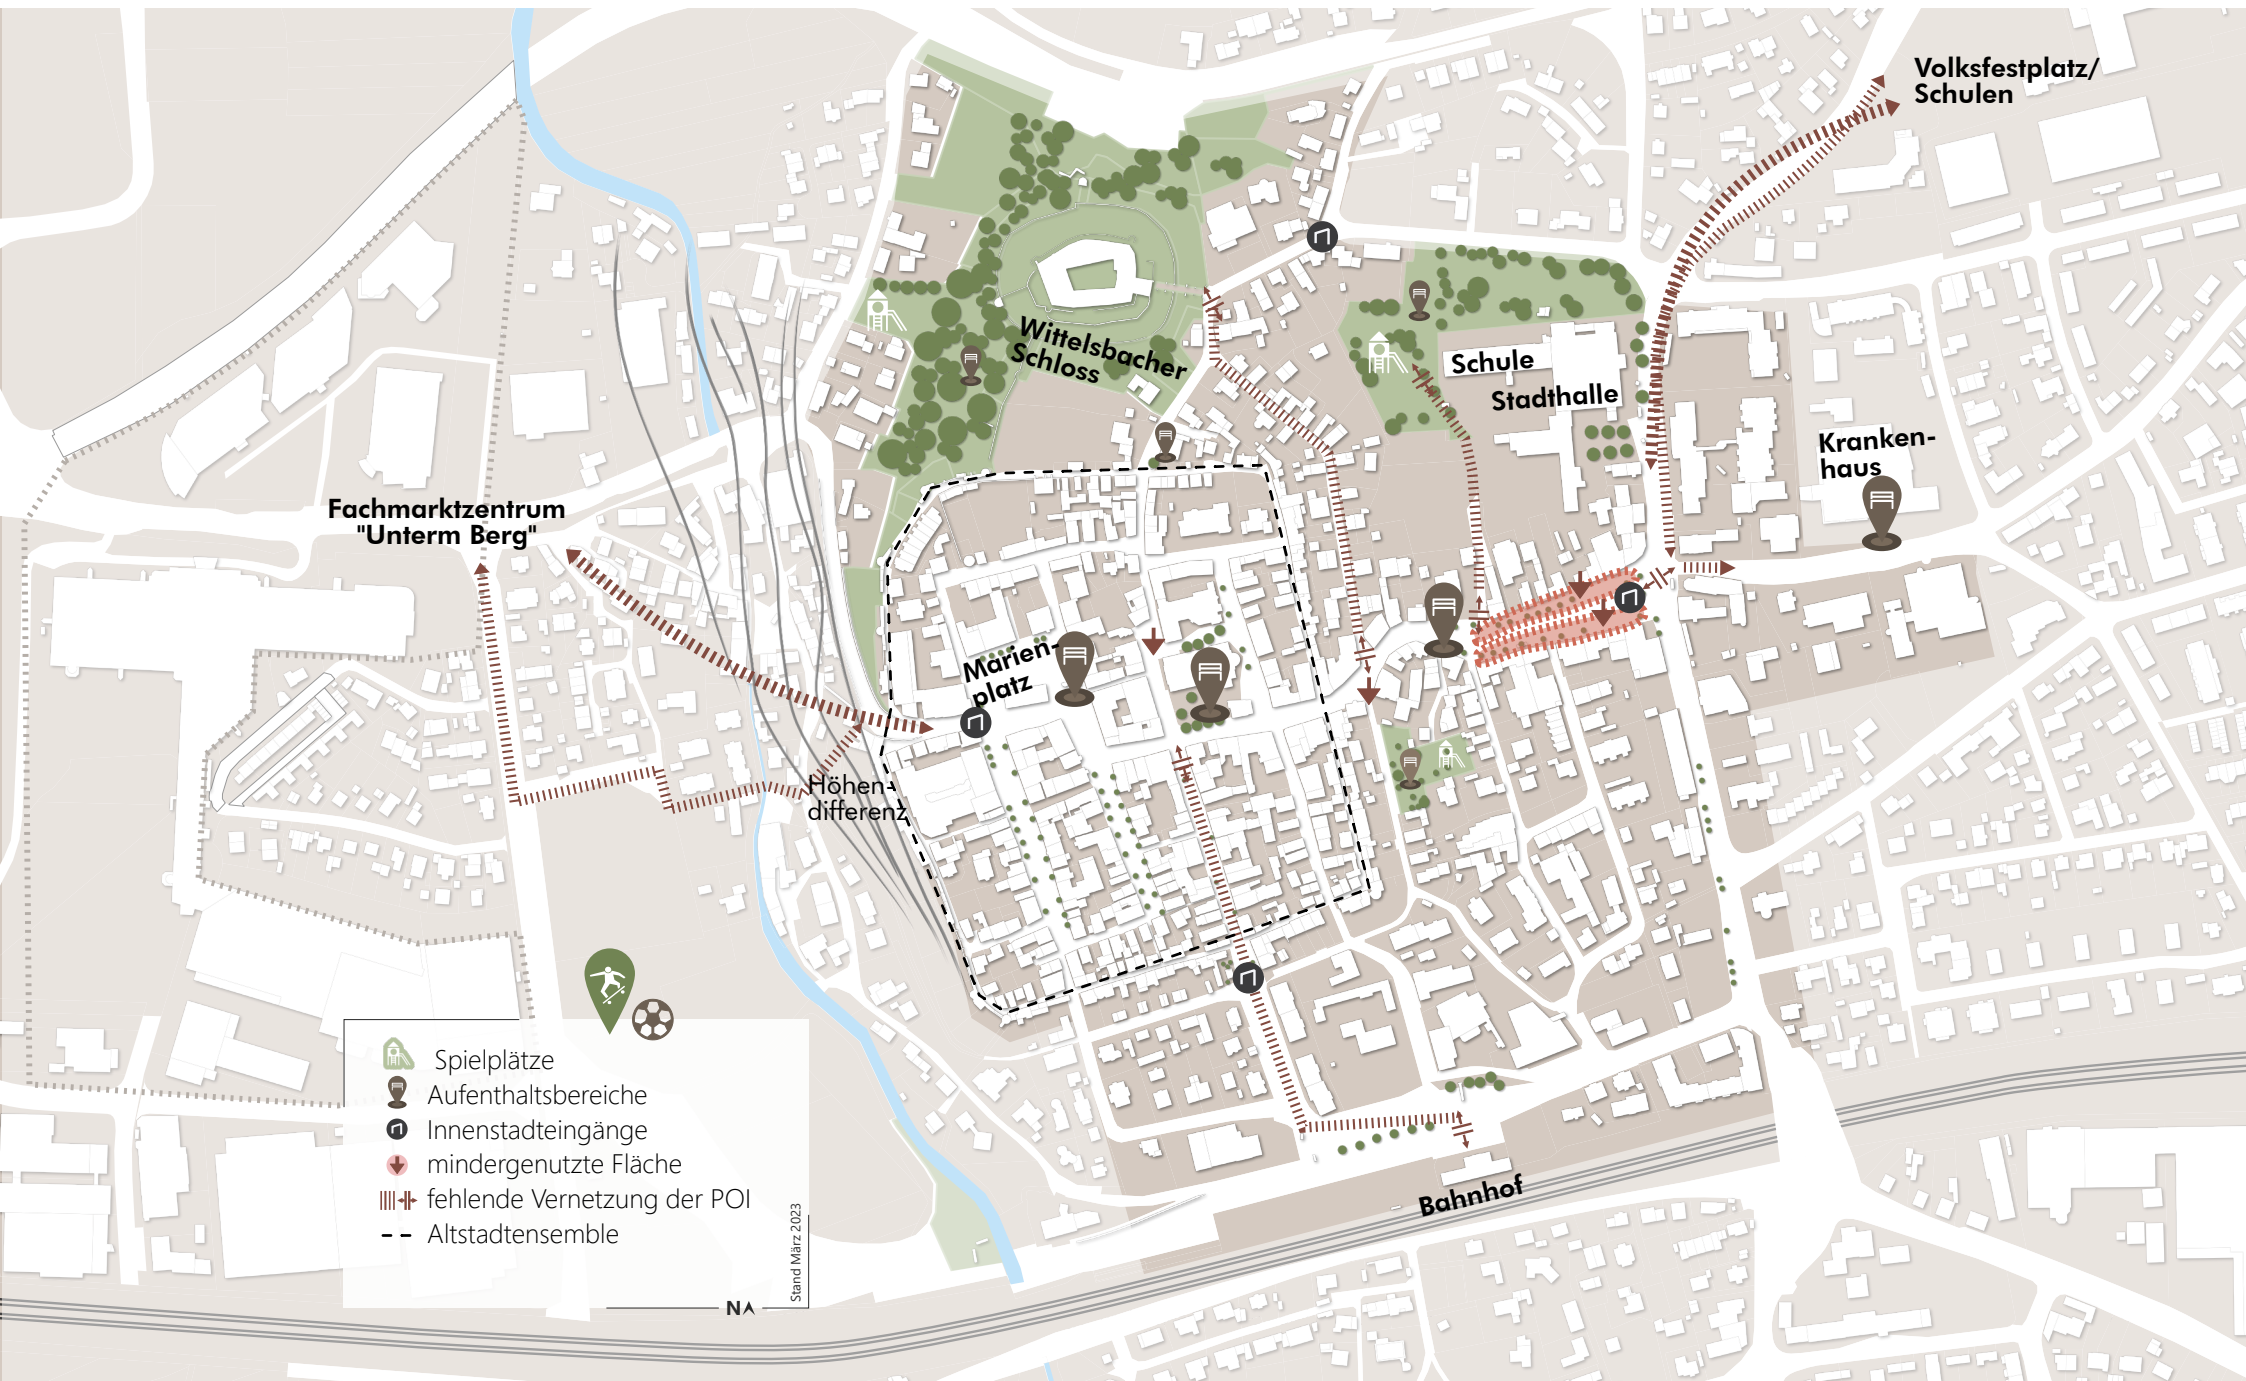 Volksfestplatz/
Schulen
Wittelsbacher
Schloss
Schule
Stadthalle
Kranken-
haus
Fachmarktzentrum
"Unterm Berg"
Marien-
platz
Höhen-
differenz
Spielplätze
Aufenthaltsbereiche
Innenstadteingänge
mindergenutzte Fläche
fehlende Vernetzung der POI
Altstadtensemble
Stand März 2023
N
Bahnhof